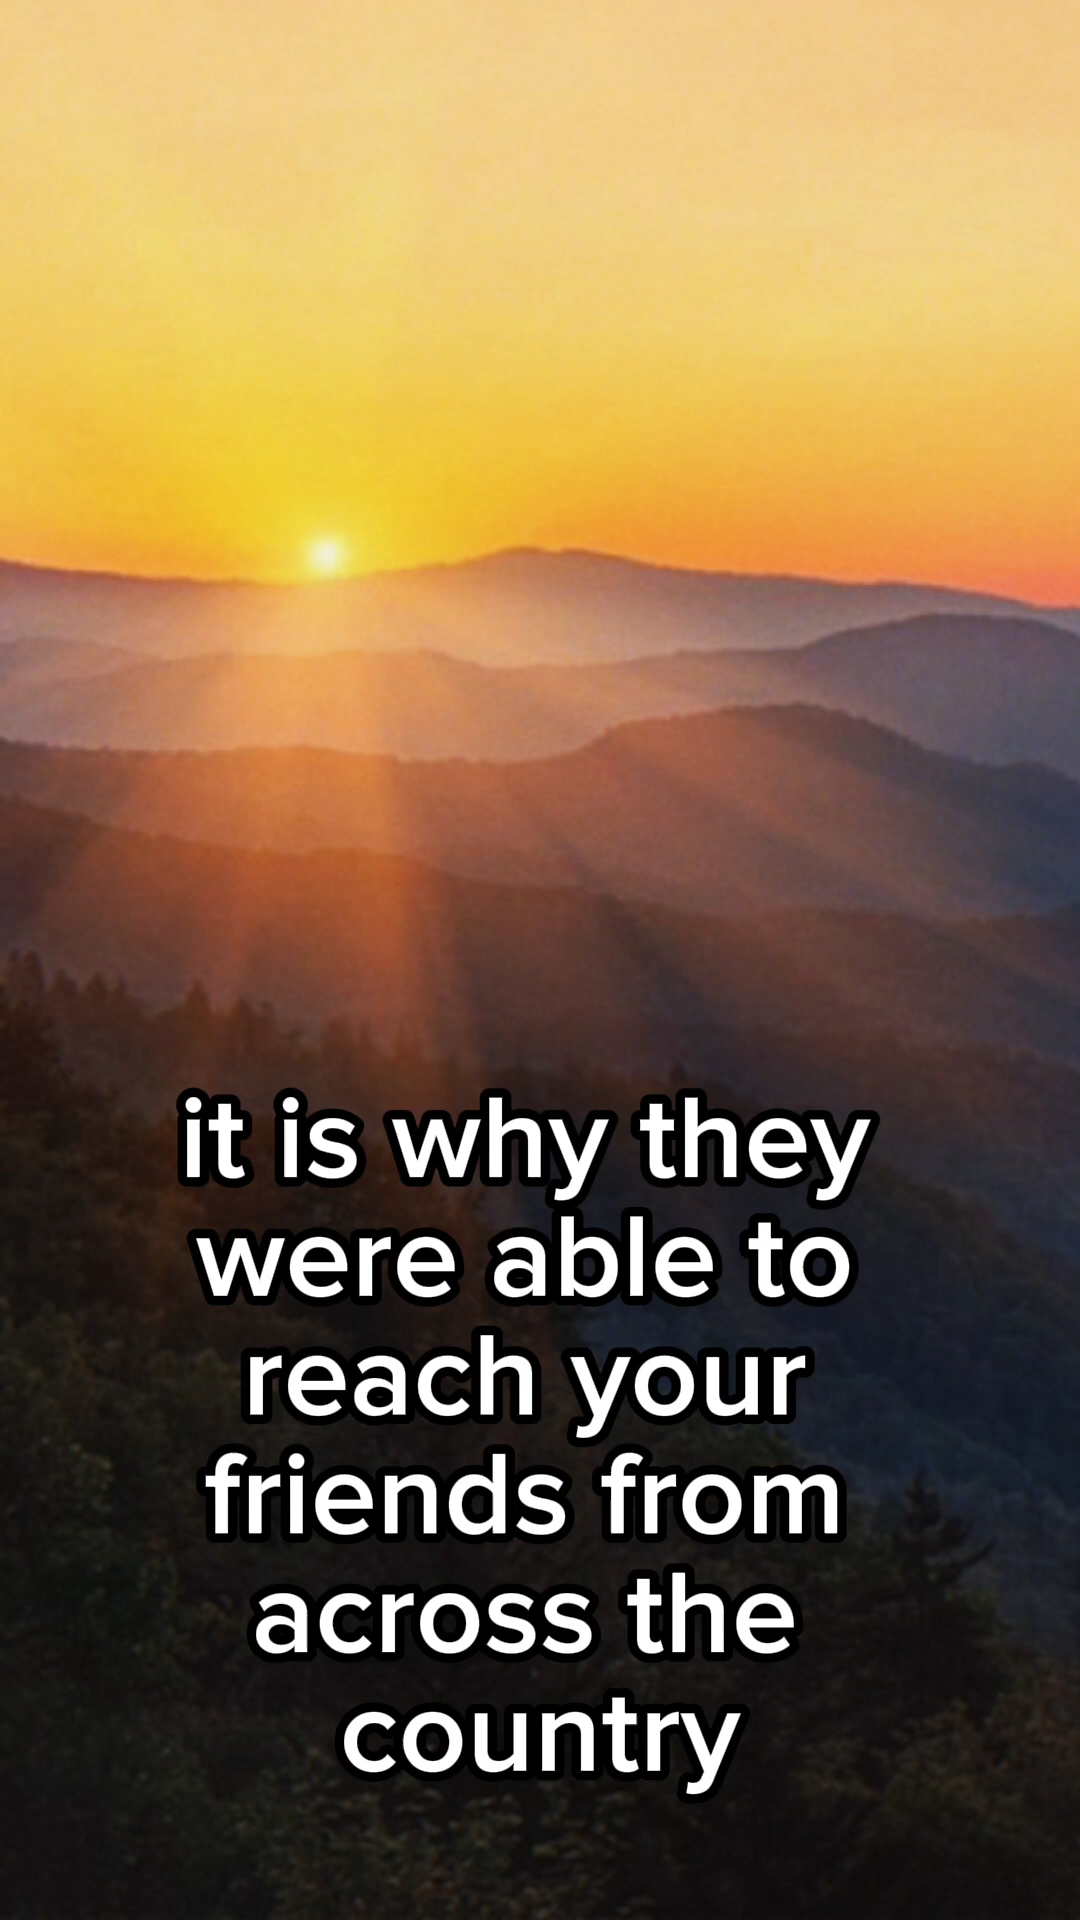 it is why they
were able to
reach your
friends from
across the
country